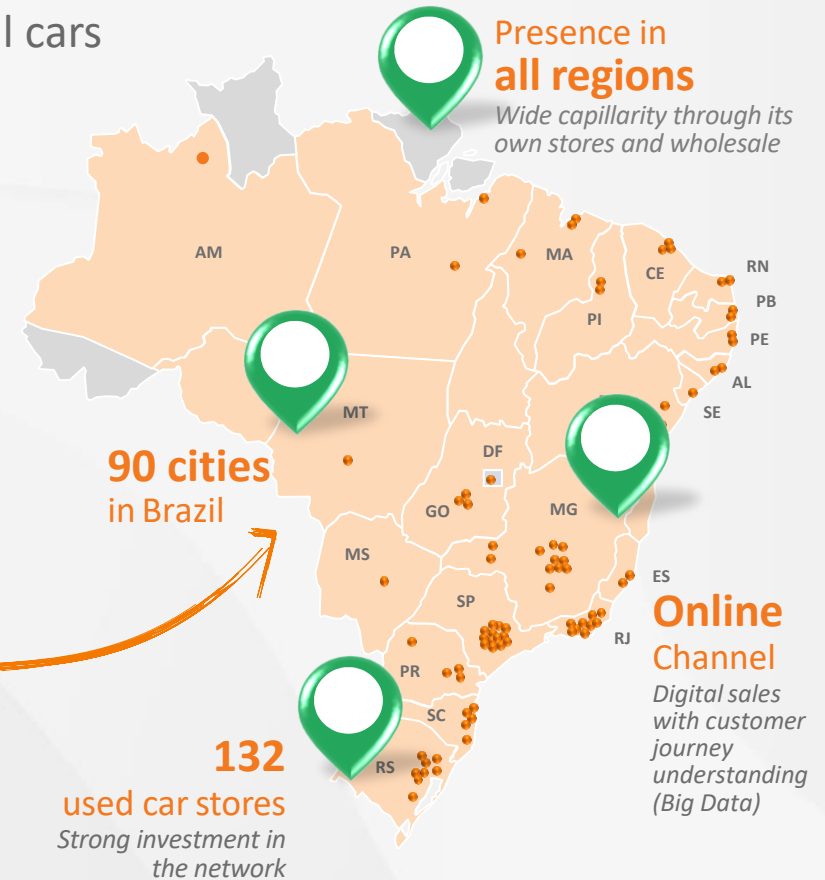 l cars
Presence in
all regions
Wide capillarity through its
own stores and wholesale
AM
PA
MA
CE
RN
PB
PI
PE
AL
SE
MT
DF
90 cities
in Brazil
GO
MG
MS
ES
SP
Online
Channel
RJ
Digital sales
with customer
journey
understanding
(Big Data)
PR
SC
RS
132
used car stores
Strong investment in
the network